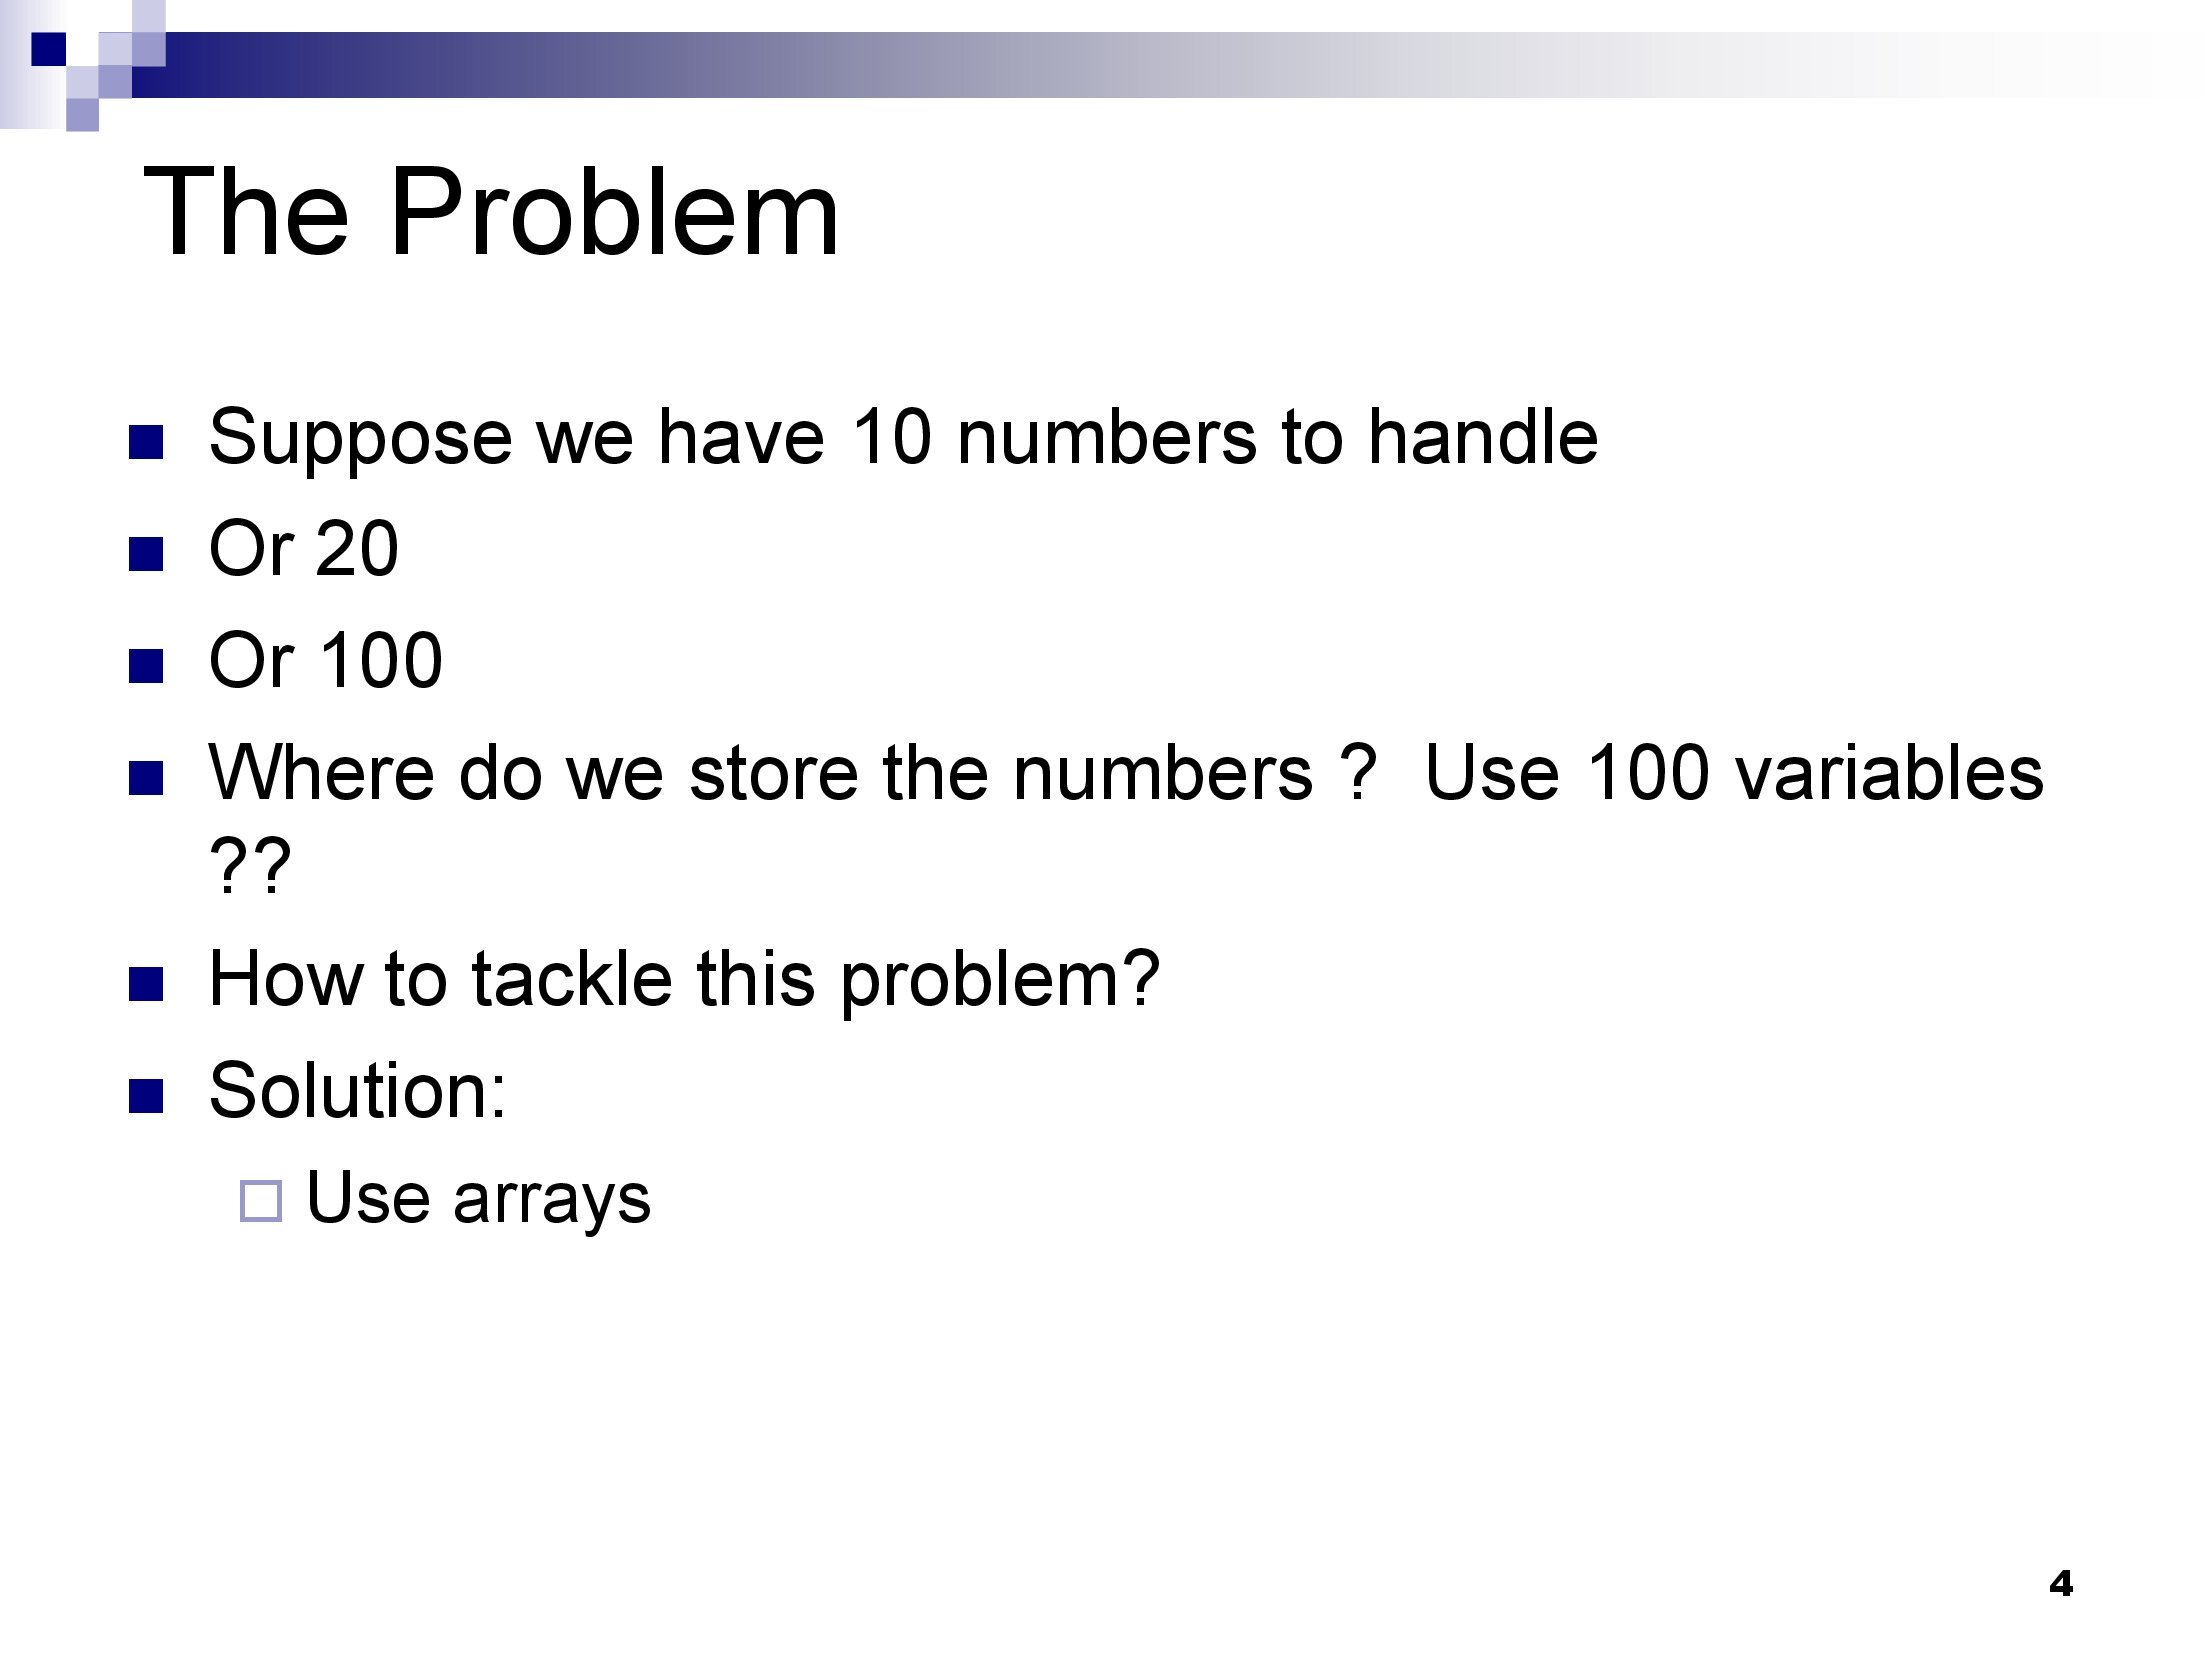 The Problem
Suppose we have 10 numbers to handle
Or 20
Or 100
Where do we store the numbers ?  Use 100 variables
??
How to tackle this problem?
Solution:
Use arrays
4